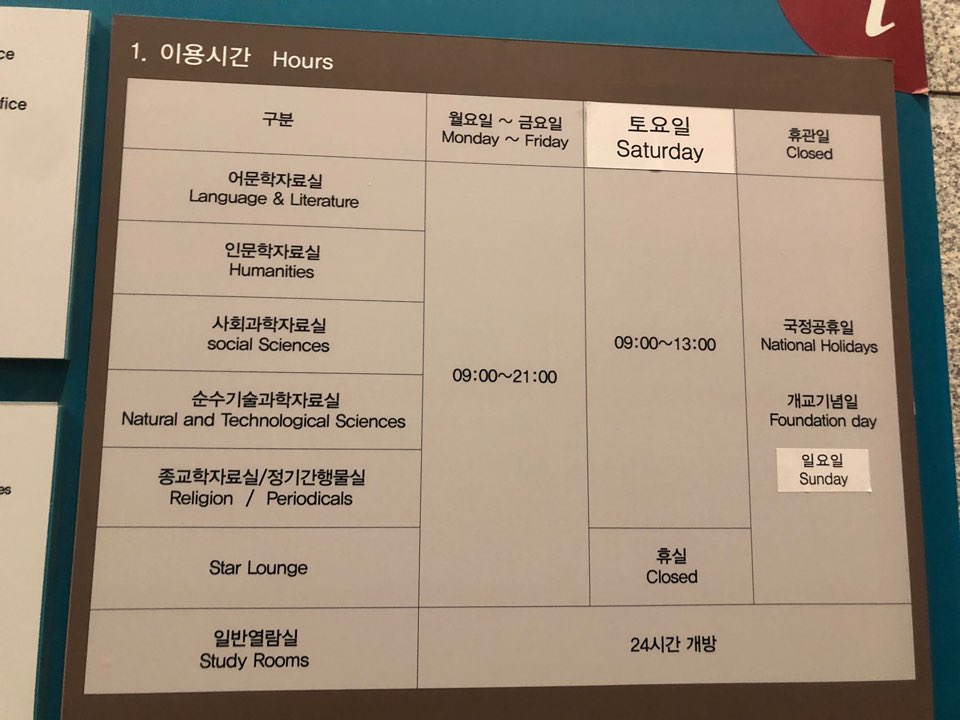 ce
fice
es
i
1. 이용시간 Hours
구분
월요일 ~ 금요일
Monday ~ Friday
토요일
Saturday
휴관일
Closed
어문학자료실
Language & Literature
인문학자료실
Humanities
사회과학자료실
social Sciences
순수기술과학자료실
Natural and Technological Sciences
종교학자료실/정기간행물실
Religion / Periodicals
Star Lounge
09:00~21:00
09:00~13:00
휴실
Closed
국정공휴일
National Holidays
개교기념일
Foundation day
일요일
Sunday
일반열람실
Study Rooms
24시간 개방